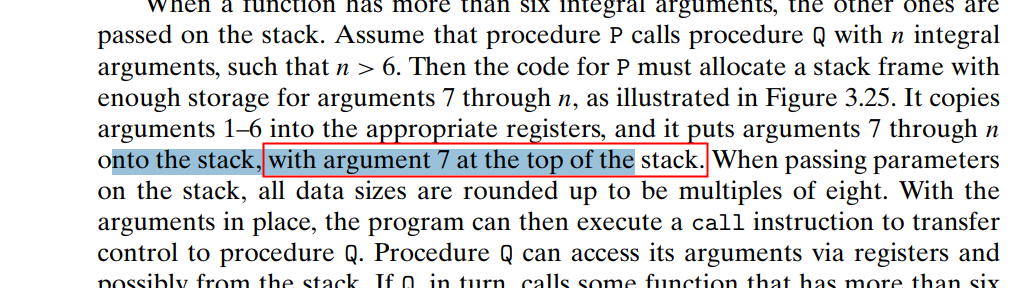 When a function has more than six integral arguments, the other ones are
passed on the stack. Assume that procedure P calls procedure Q with n integral
arguments, such that n > 6. Then the code for P must allocate a stack frame with
enough storage for arguments 7 through n, as illustrated in Figure 3.25. It copies
arguments 1–6 into the appropriate registers, and it puts arguments 7 through n
onto the stack, with argument 7 at the top of the stack. When passing parameters
on the stack, all data sizes are rounded up to be multiples of eight. With the
arguments in place, the program can then execute a call instruction to transfer
control to procedure Q. Procedure Q can access its arguments via registers and
possibly from the stack. If Q, in turn, calls some function that has more than six